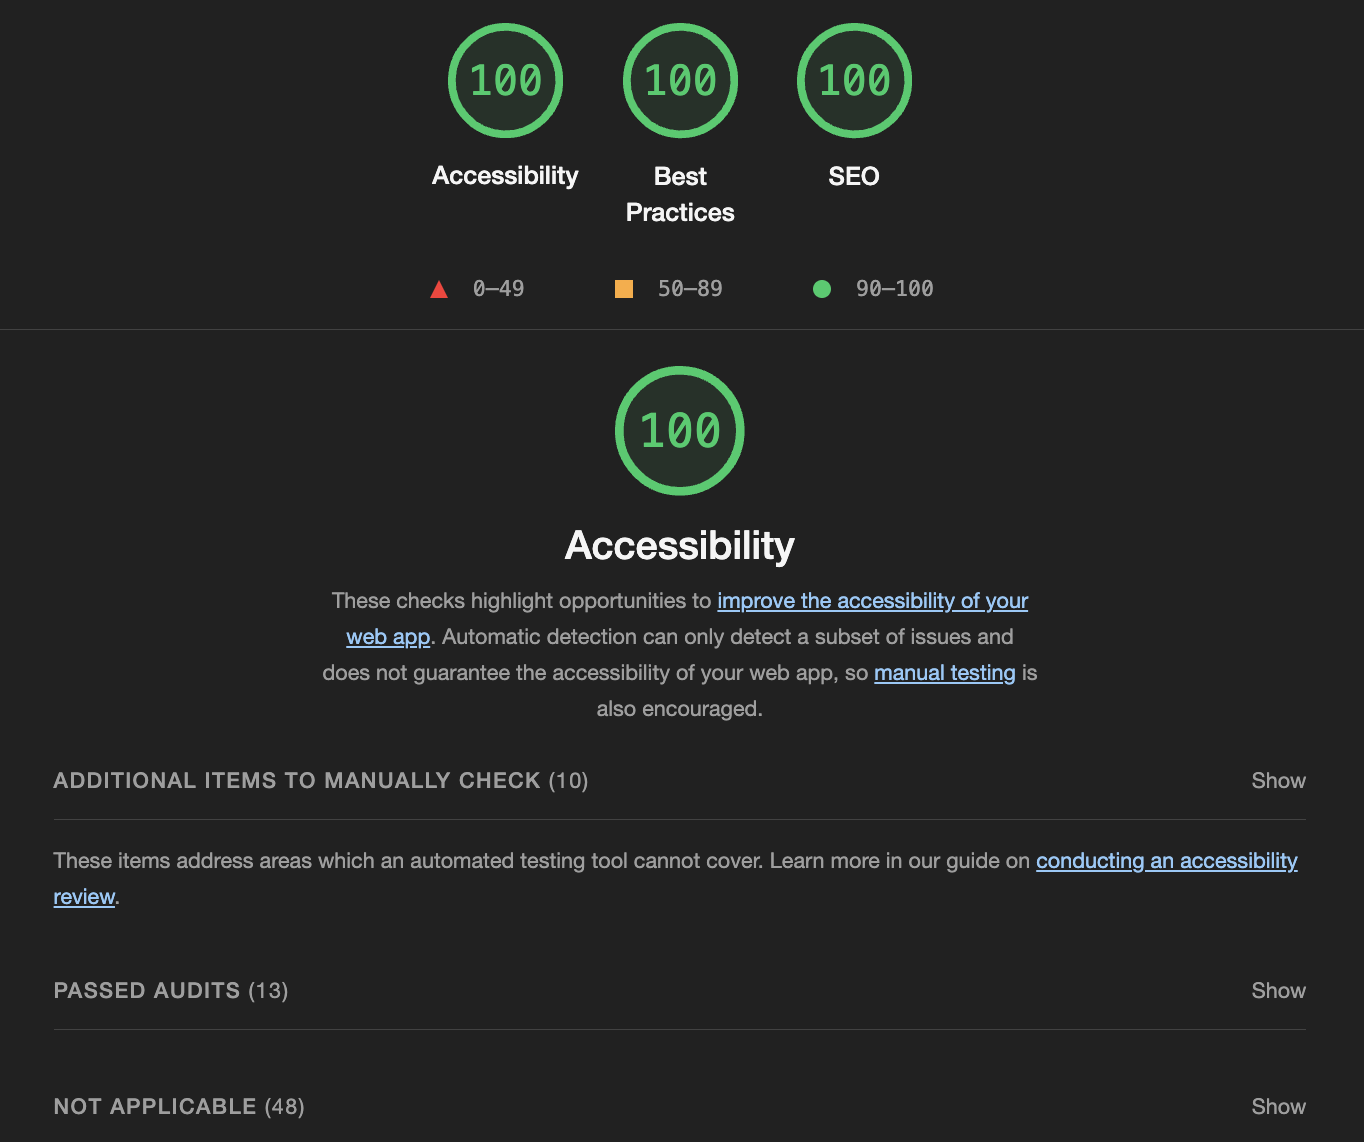 100 100 100
Accessibility Best SEO
Practices
0–49 50–89 90–100
100
Accessibility
These checks highlight opportunities to improve the accessibility of your
web app. Automatic detection can only detect a subset of issues and
does not guarantee the accessibility of your web app, so manual testing is
also encouraged.
ADDITIONAL ITEMS TO MANUALLY CHECK (10) Show
These items address areas which an automated testing tool cannot cover. Learn more in our guide on conducting an accessibility
review.
PASSED AUDITS (13) Show
NOT APPLICABLE (48) Show